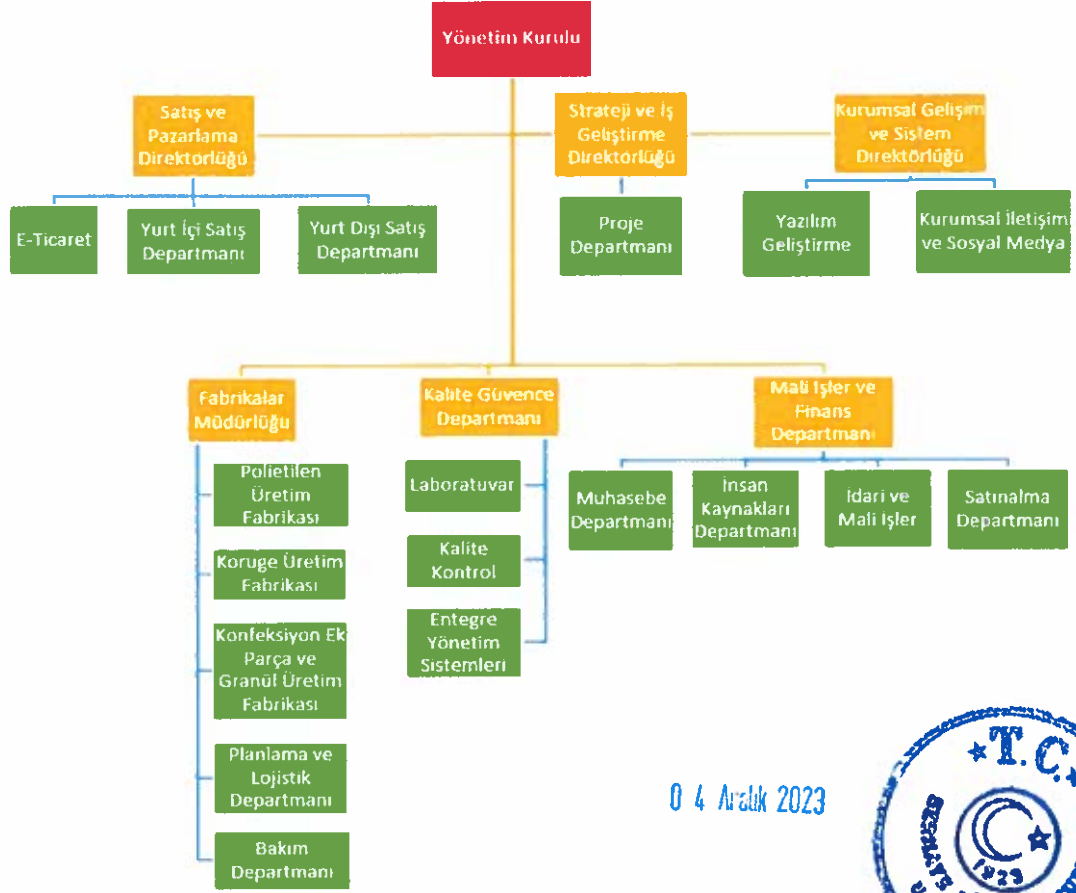 Yönetim Kurulu
Satış ve
Pazarlama
Direktörlüğü
Strateji ve İş
Geliştirme
Direktörlüğü
Kurumsal Gelişim
ve Sistem
Direktörlüğü
E-Ticaret
Yurt İçi Satış
Departmanı
Yurt Dışı Satış
Departmanı
Proje
Departmanı
Yazılım
Geliştirme
Kurumsal İletişim
ve Sosyal Medya
Fabrikalar
Müdürlüğü
Kalite Güvence
Departmanı
Mali İşler ve
Finans
Departmanı
Polietilen
Üretim
Fabrikası
Koruge Üretim
Fabrikası
Konfeksiyon Ek
Parça ve
Granül Üretim
Fabrikası
Planlama ve
Lojistik
Departmanı
Bakım
Departmanı
Laboratuvar
Kalite
Kontrol
Entegre
Yönetim
Sistemleri
Muhasebe
Departmanı
İnsan
Kaynakları
Departmanı
İdari ve
Mali İşler
Satınalma
Departmanı
0 4 Aralık 2023
T.C.
1923